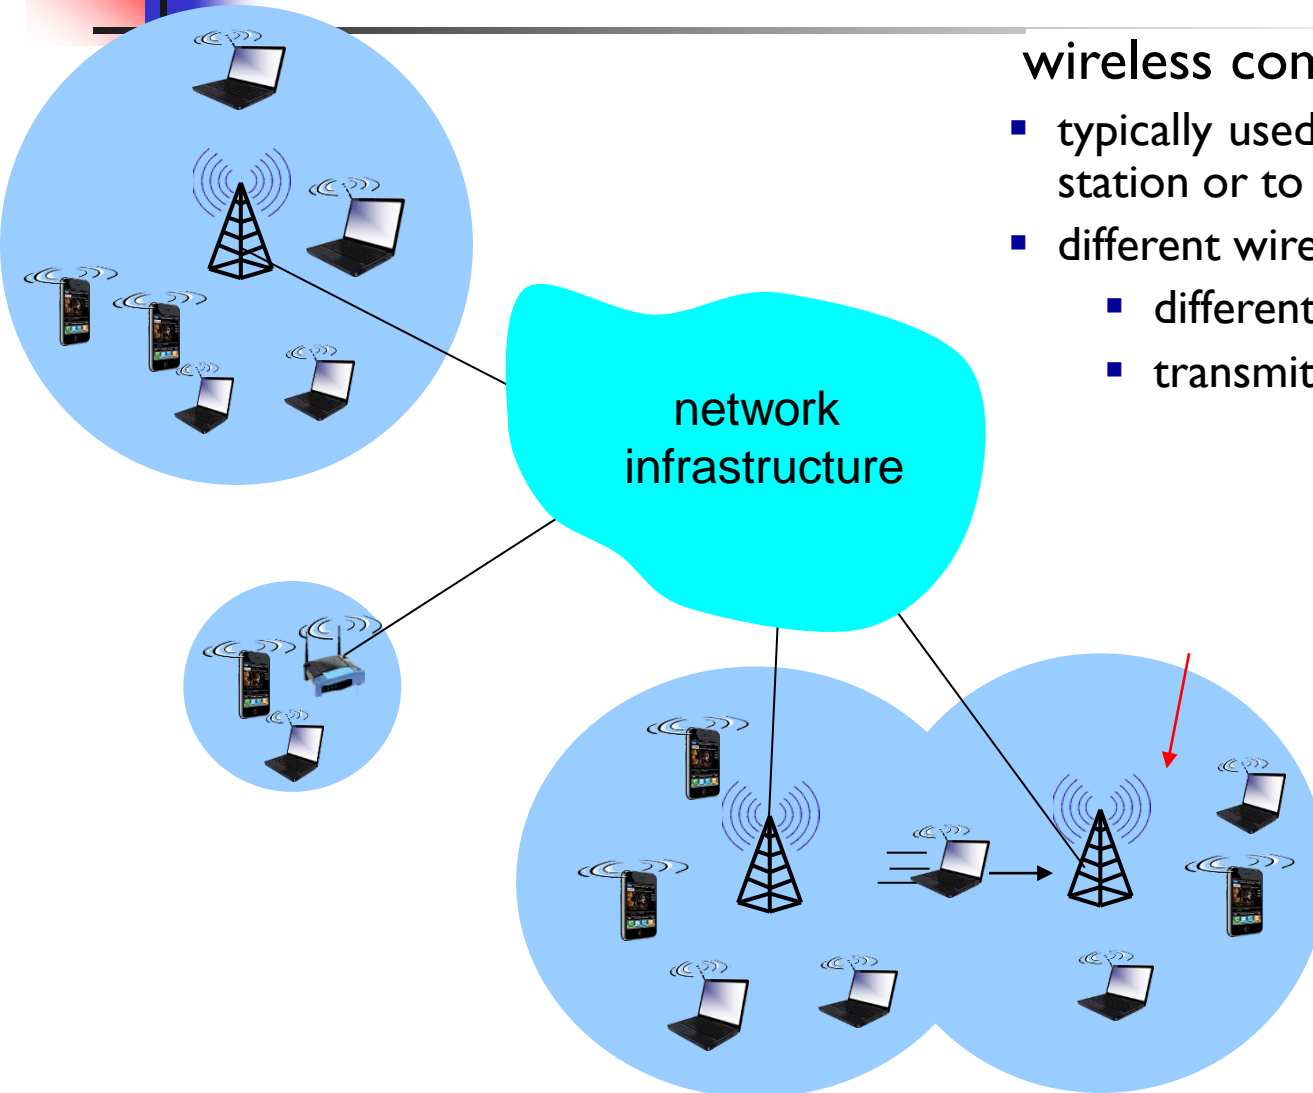 wireless con
typically used
station or to
different wire
different
transmit
network
infrastructure